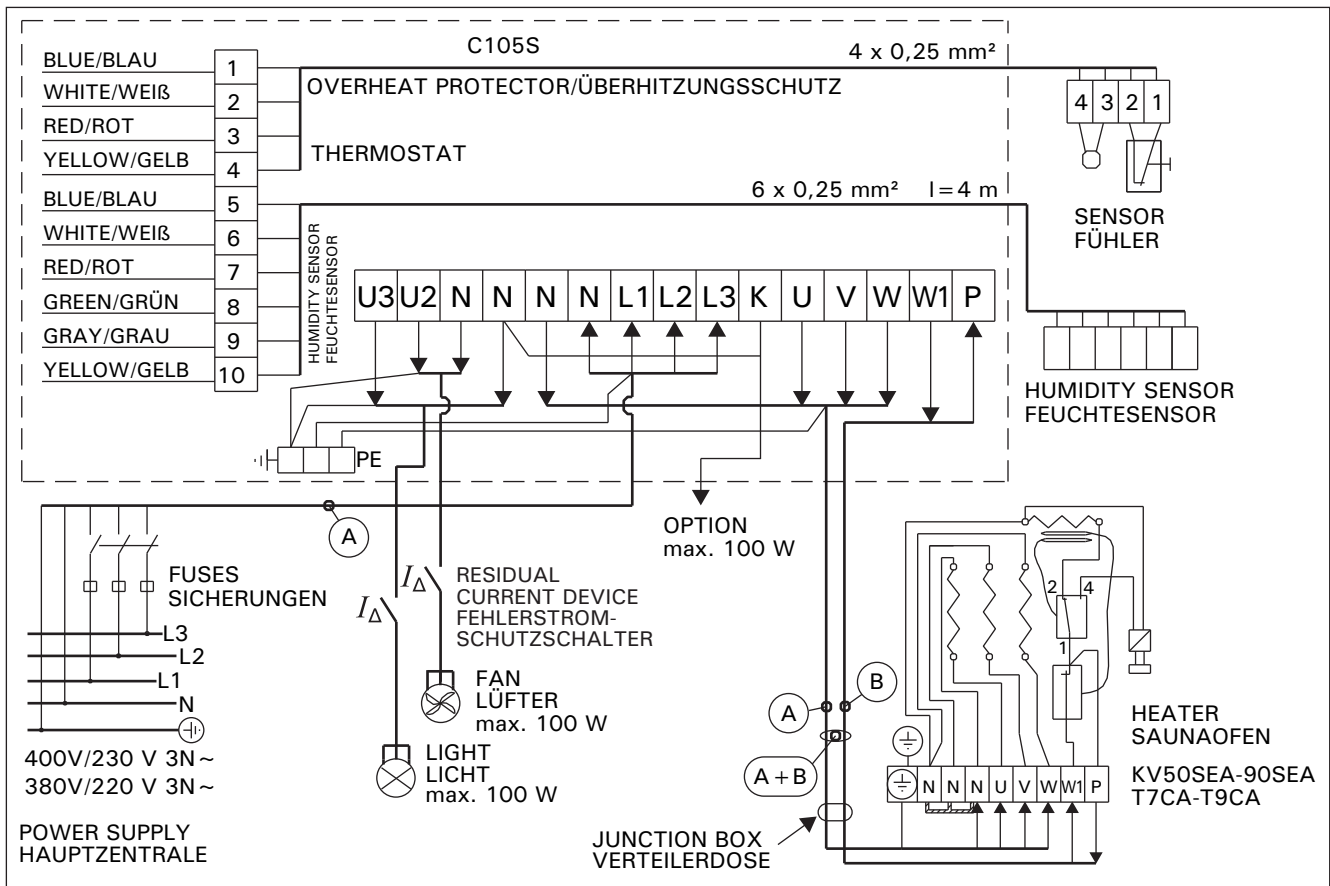 C105S
4 x 0,25 mm²
BLUE/BLAU 1
WHITE/WEIß 2
RED/ROT 3
YELLOW/GELB 4
BLUE/BLAU 5
WHITE/WEIß 6
RED/ROT 7
GREEN/GRÜN 8
GRAY/GRAU 9
YELLOW/GELB 10
OVERHEAT PROTECTOR/ÜBERHITZUNGSSCHUTZ
THERMOSTAT
4 3 2 1
SENSOR
FÜHLER
6 x 0,25 mm² l=4 m
HUMIDITY SENSOR
FEUCHTESENSOR
U3 U2 N N N N L1 L2 L3 K U V W W1 P
HUMIDITY SENSOR
FEUCHTESENSOR
PE
A
OPTION
max. 100 W
FUSES
SICHERUNGEN
L3
L2
L1
N
400V/230 V 3N~
380V/220 V 3N~
POWER SUPPLY
HAUPTZENTRALE
IΔ
IΔ
RESIDUAL
CURRENT DEVICE
FEHLERSTROM-
SCHUTZSCHALTER
FAN
LÜFTER
max. 100 W
LIGHT
LICHT
max. 100 W
A
B
A+B
JUNCTION BOX
VERTEILERDOSE
2 4
1
N N N U V W W1 P
HEATER
SAUNAOFEN
KV50SEA-90SEA
T7CA-T9CA